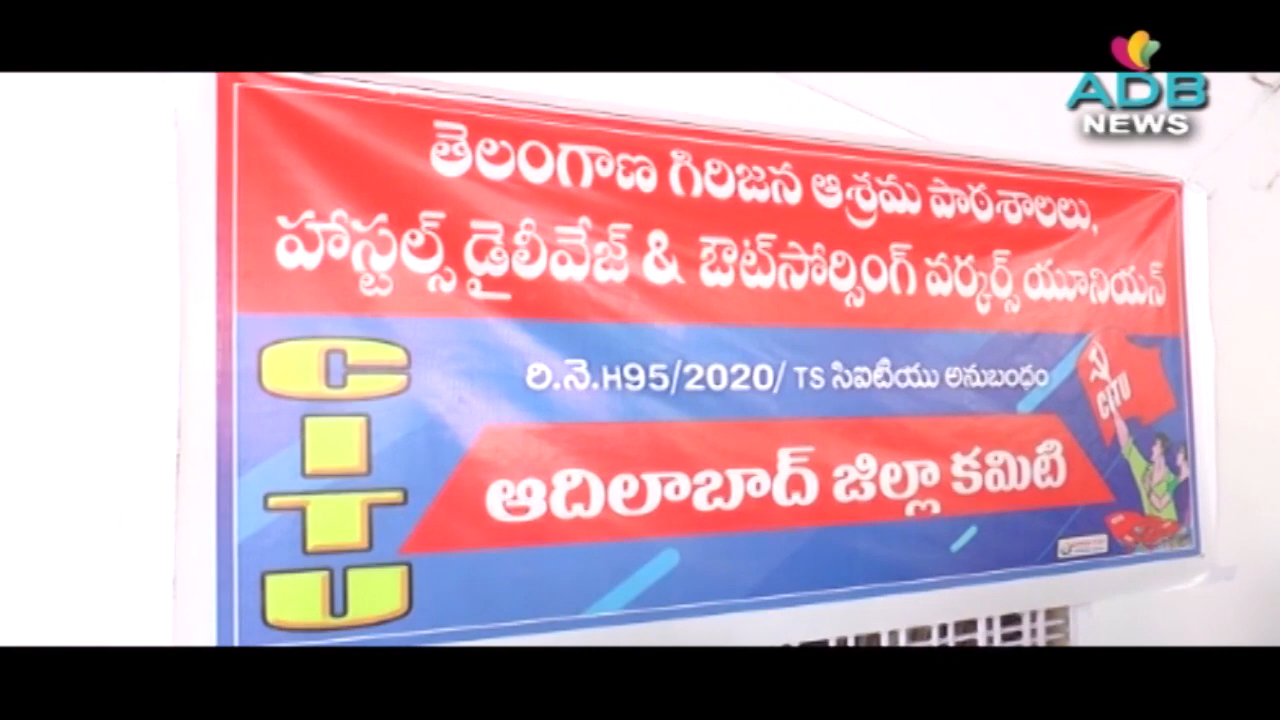 ADB
NEWS
తెలంగాణ గిరిజన ఆశ్రమ పాఠశాలలు,
హాస్టల్స్ డైలీవేజ్ & ఔట్‌సోర్సింగ్ వర్కర్స్ యూనియన్
CITU
రి.నె.H95/2020/ TS సిఐటియు అనుబంధం
CITU
ఆదిలాబాద్ జిల్లా కమిటి